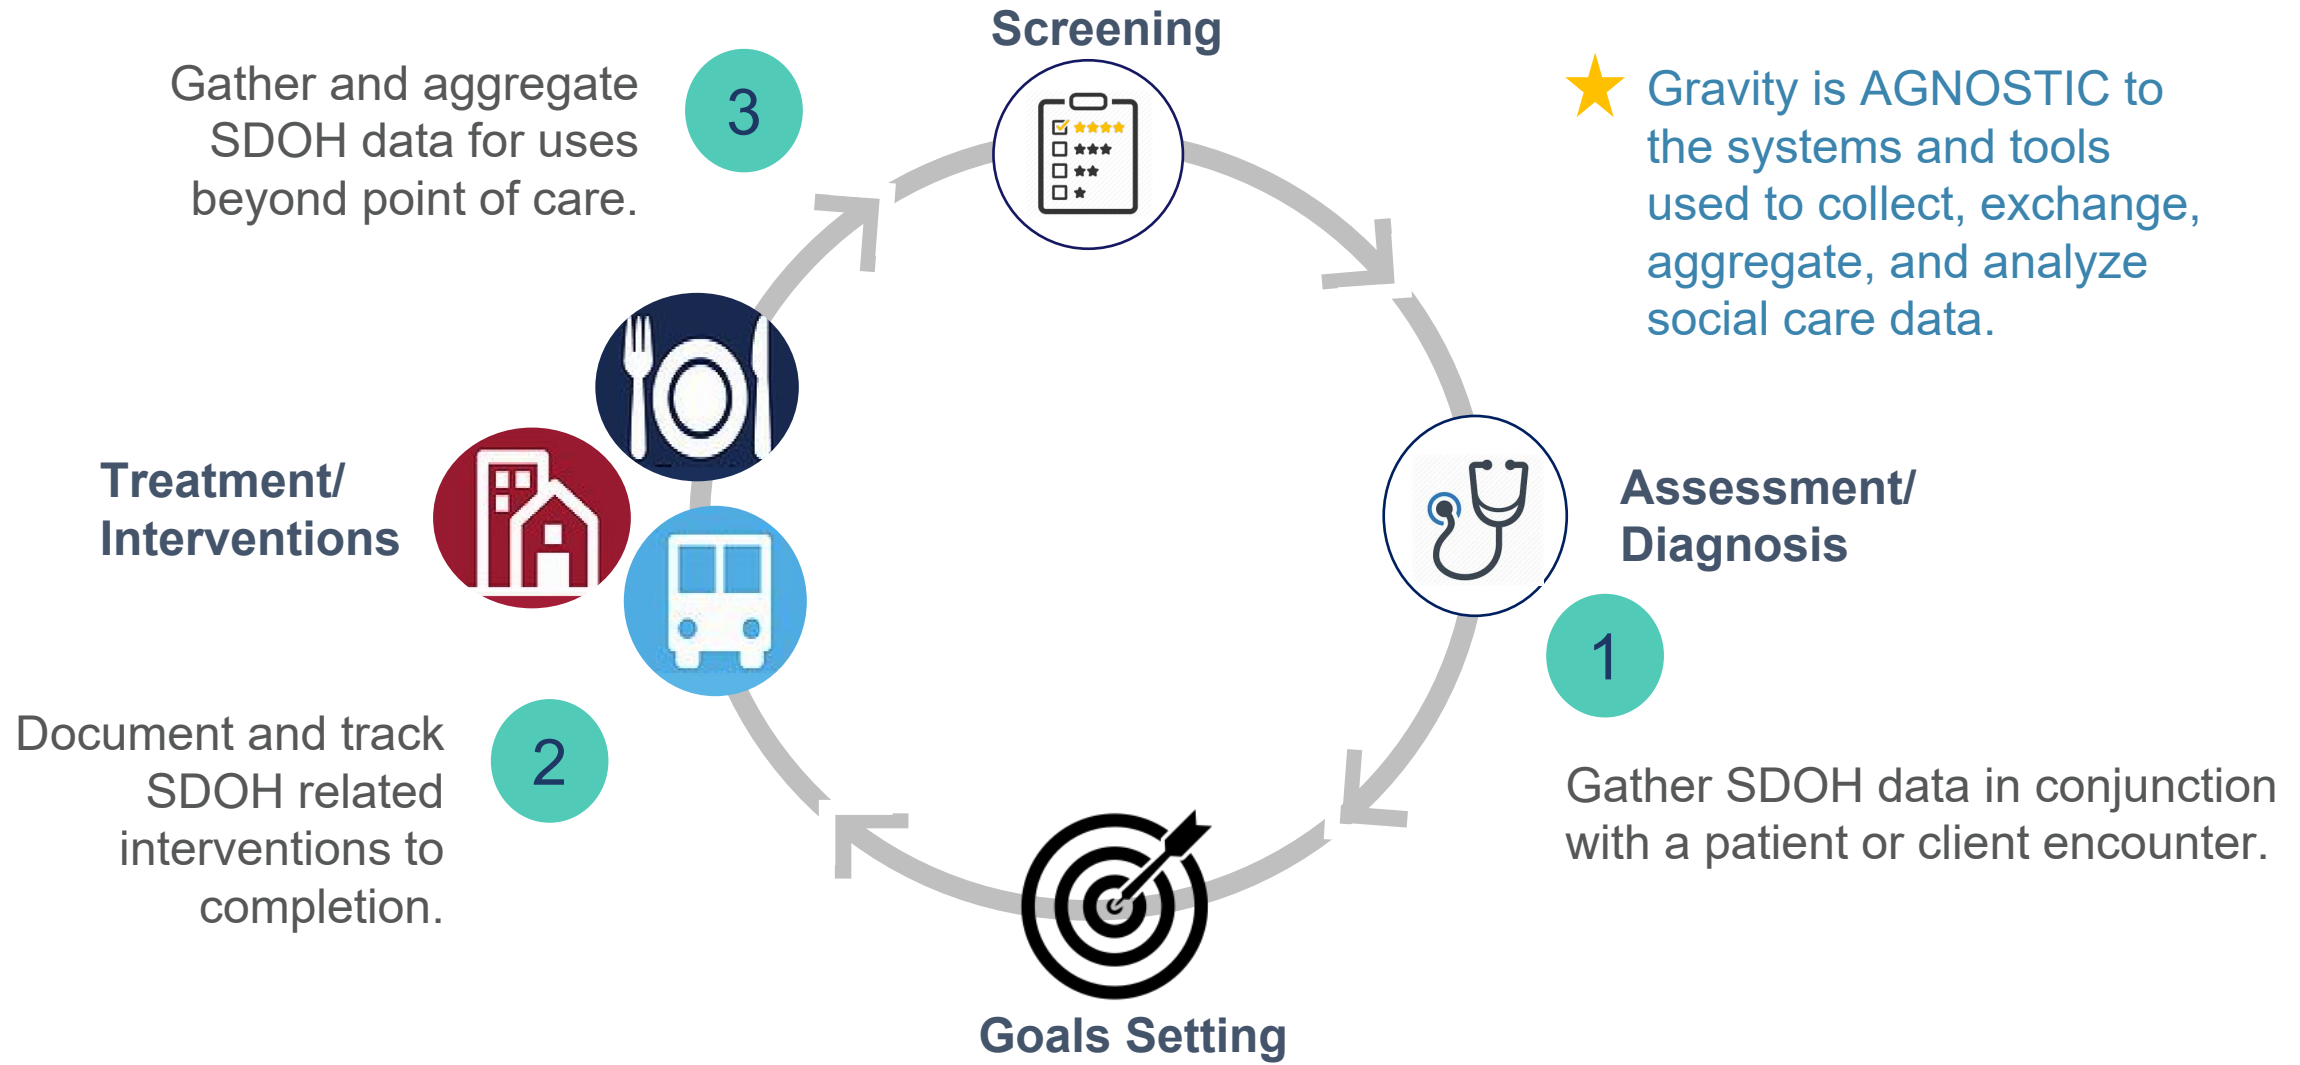 Screening
Gather and aggregate
SDOH data for uses
beyond point of care.
3
Gravity is AGNOSTIC to
the systems and tools
used to collect, exchange,
aggregate, and analyze
social care data.
Treatment/
Interventions
Assessment/
Diagnosis
1
Gather SDOH data in conjunction
with a patient or client encounter.
2
Document and track
SDOH related
interventions to
completion.
Goals Setting